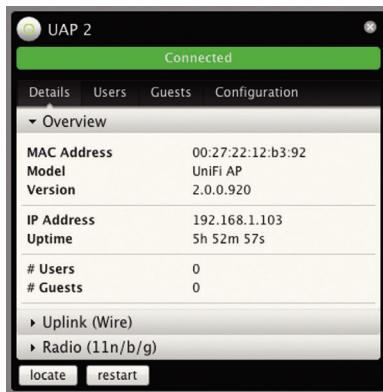 UAP 2
Connected
Details Users Guests Configuration
Overview
MAC Address 00:27:22:12:b3:92
Model UniFi AP
Version 2.0.0.920
IP Address 192.168.1.103
Uptime 5h 52m 57s
# Users 0
# Guests 0
Uplink (Wire)
Radio (11n/b/g)
locate restart